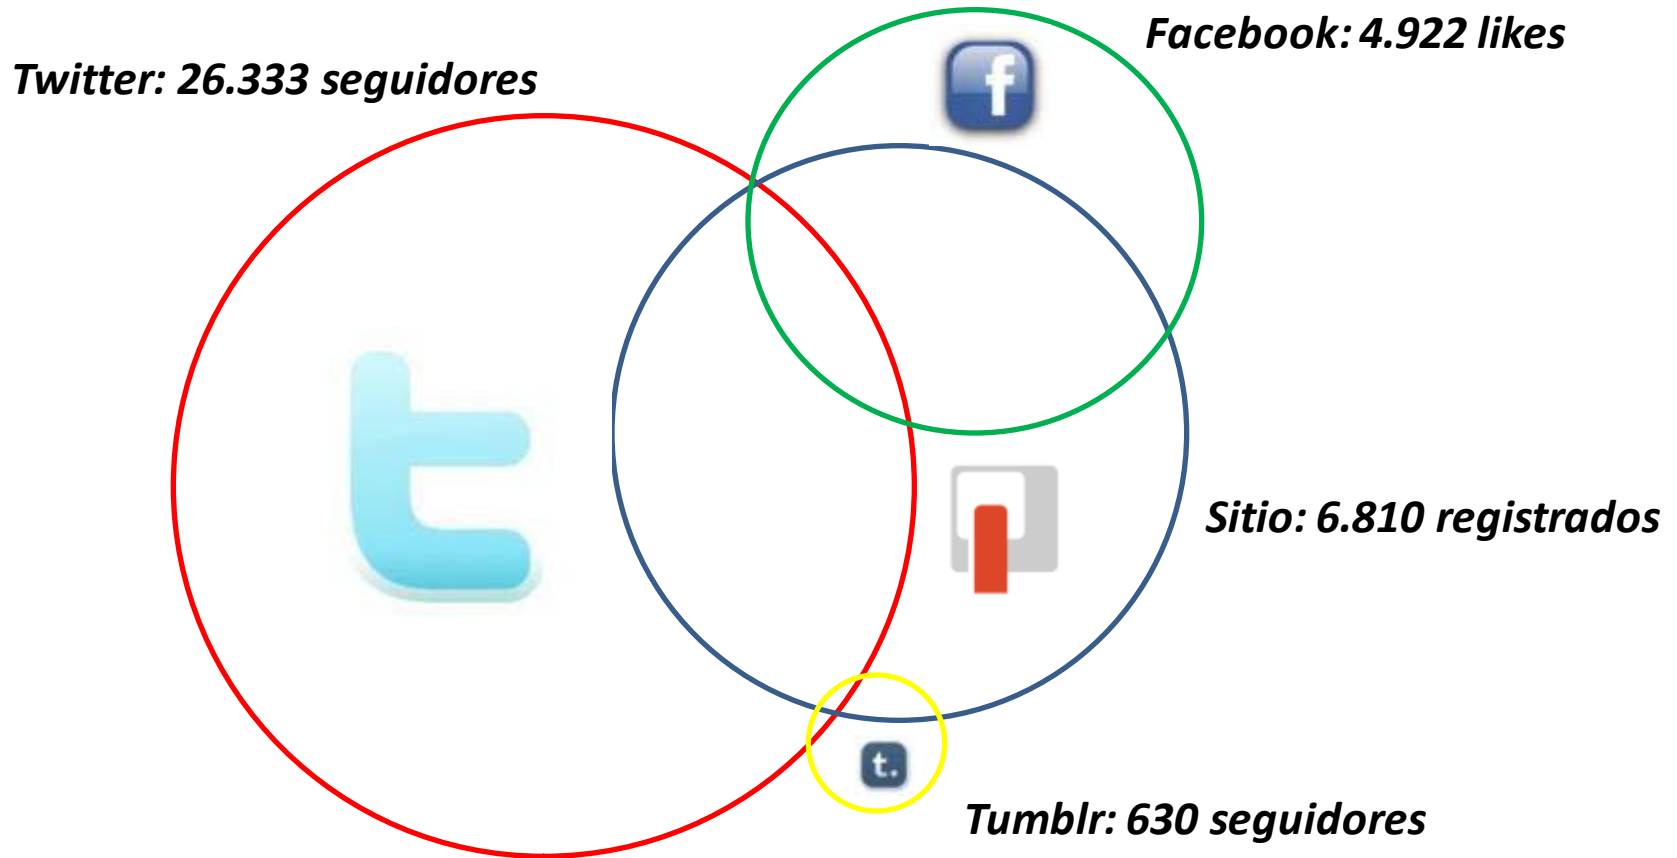 Facebook: 4.922 likes
Twitter: 26.333 seguidores
f
t
Sitio: 6.810 registrados
t.
Tumblr: 630 seguidores